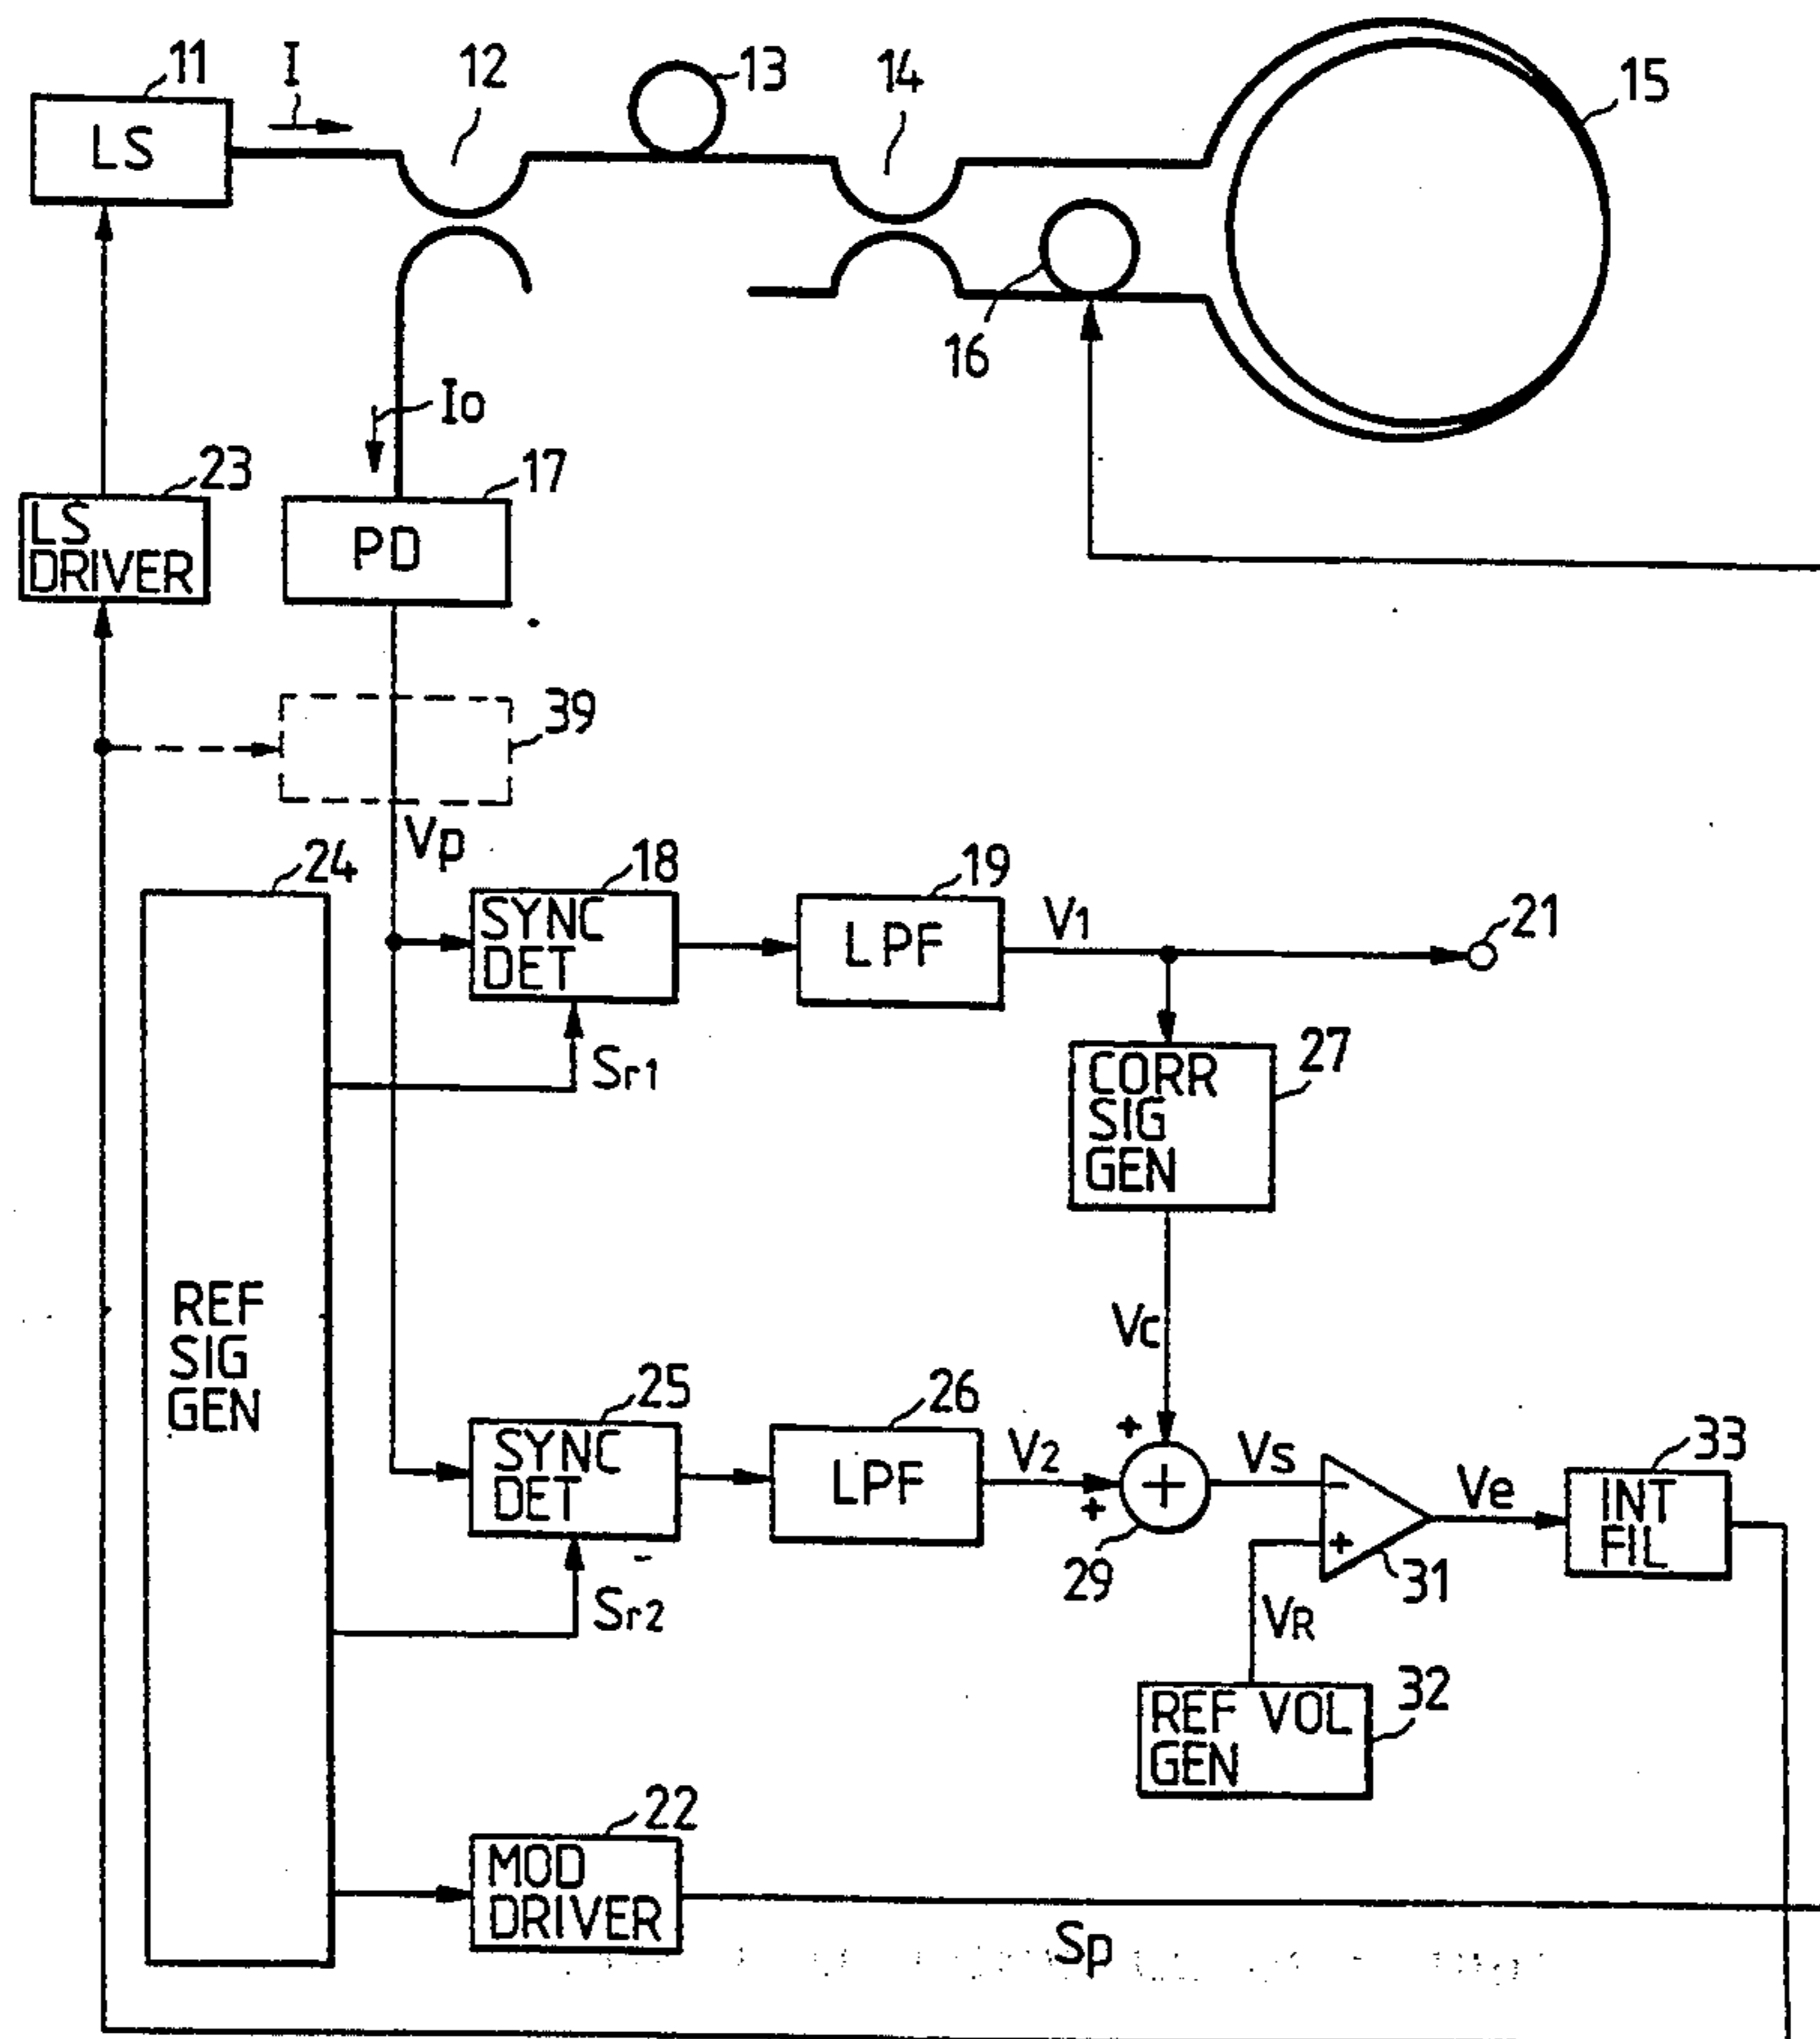 11
I
12
13
14
15
LS
16
Io
23
17
LS
DRIVER
PD
39
Vp
24
18
19
SYNC
DET
LPF
V1
21
Sr1
27
CORR
SIG
GEN
REF
SIG
GEN
Vc
25
26
SYNC
DET
LPF
V2
+
+
+
29
Vs
−
+
31
Ve
33
INT
FIL
Sr2
VR
32
REF VOL
GEN
22
MOD
DRIVER
Sp